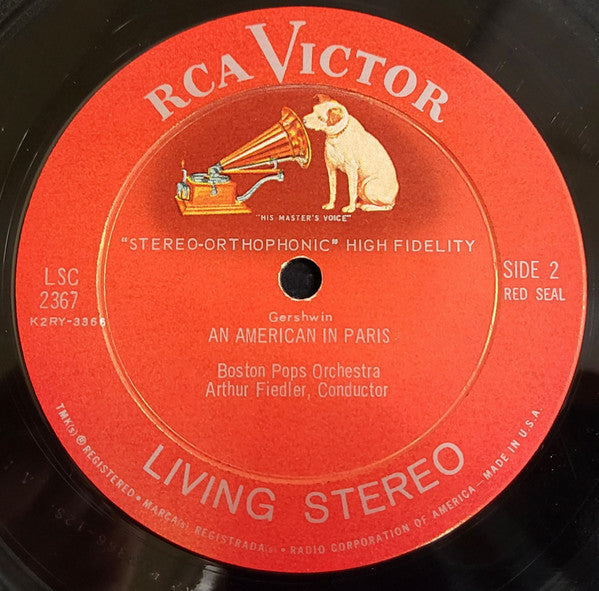 RCA VICTOR
"HIS MASTER'S VOICE"
"STEREO-ORTHOPHONIC" HIGH FIDELITY
LSC
2367
K2RY-3366
SIDE 2
RED SEAL
Gershwin
AN AMERICAN IN PARIS
Boston Pops Orchestra
Arthur Fiedler, Conductor
LIVING STEREO
TMK(s) ® REGISTERED • MARCA(s) REGISTRADA(s) • RADIO CORPORATION OF AMERICA - MADE IN U.S.A.